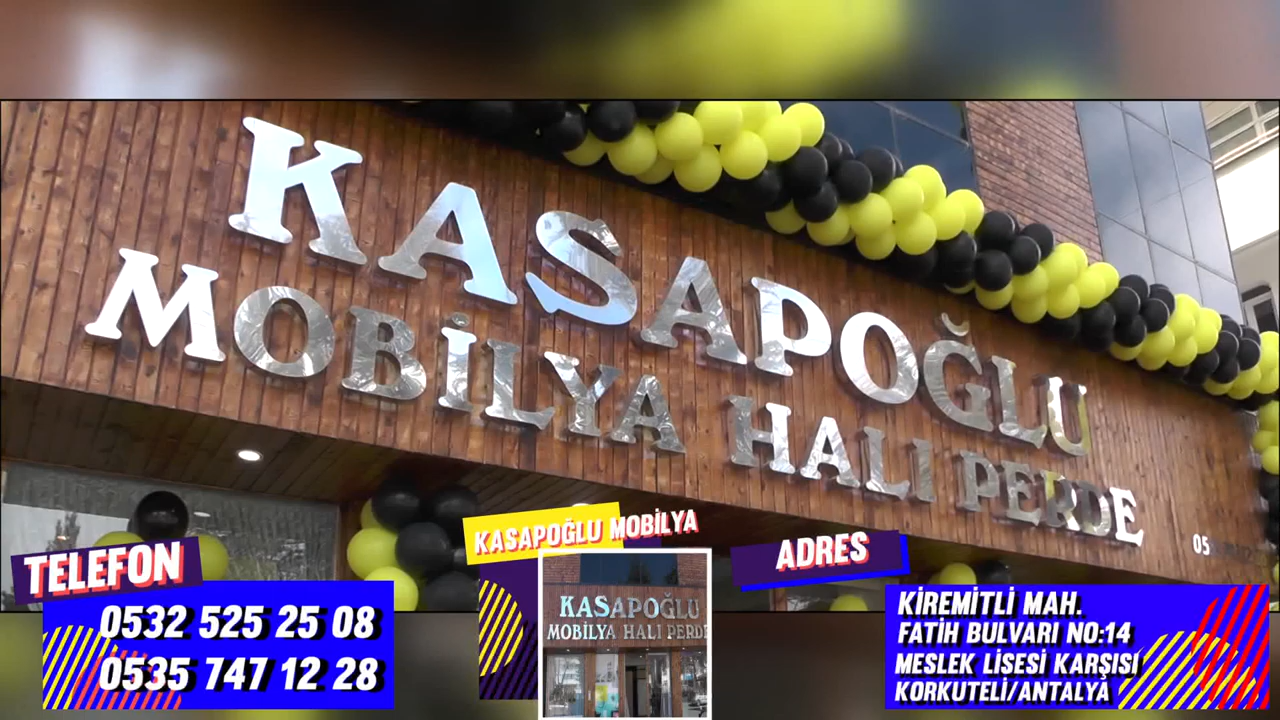 KASAPOĞLU
MOBİLYA HALI PERDE
05
TELEFON
0532 525 25 08
0535 747 12 28
KASAPOĞLU MOBİLYA
KASAPOĞLU
MOBİLYA HALI PERDE
ADRES
KİREMİTLİ MAH.
FATİH BULVARI NO:14
MESLEK LİSESİ KARŞISI
KORKUTELİ/ANTALYA